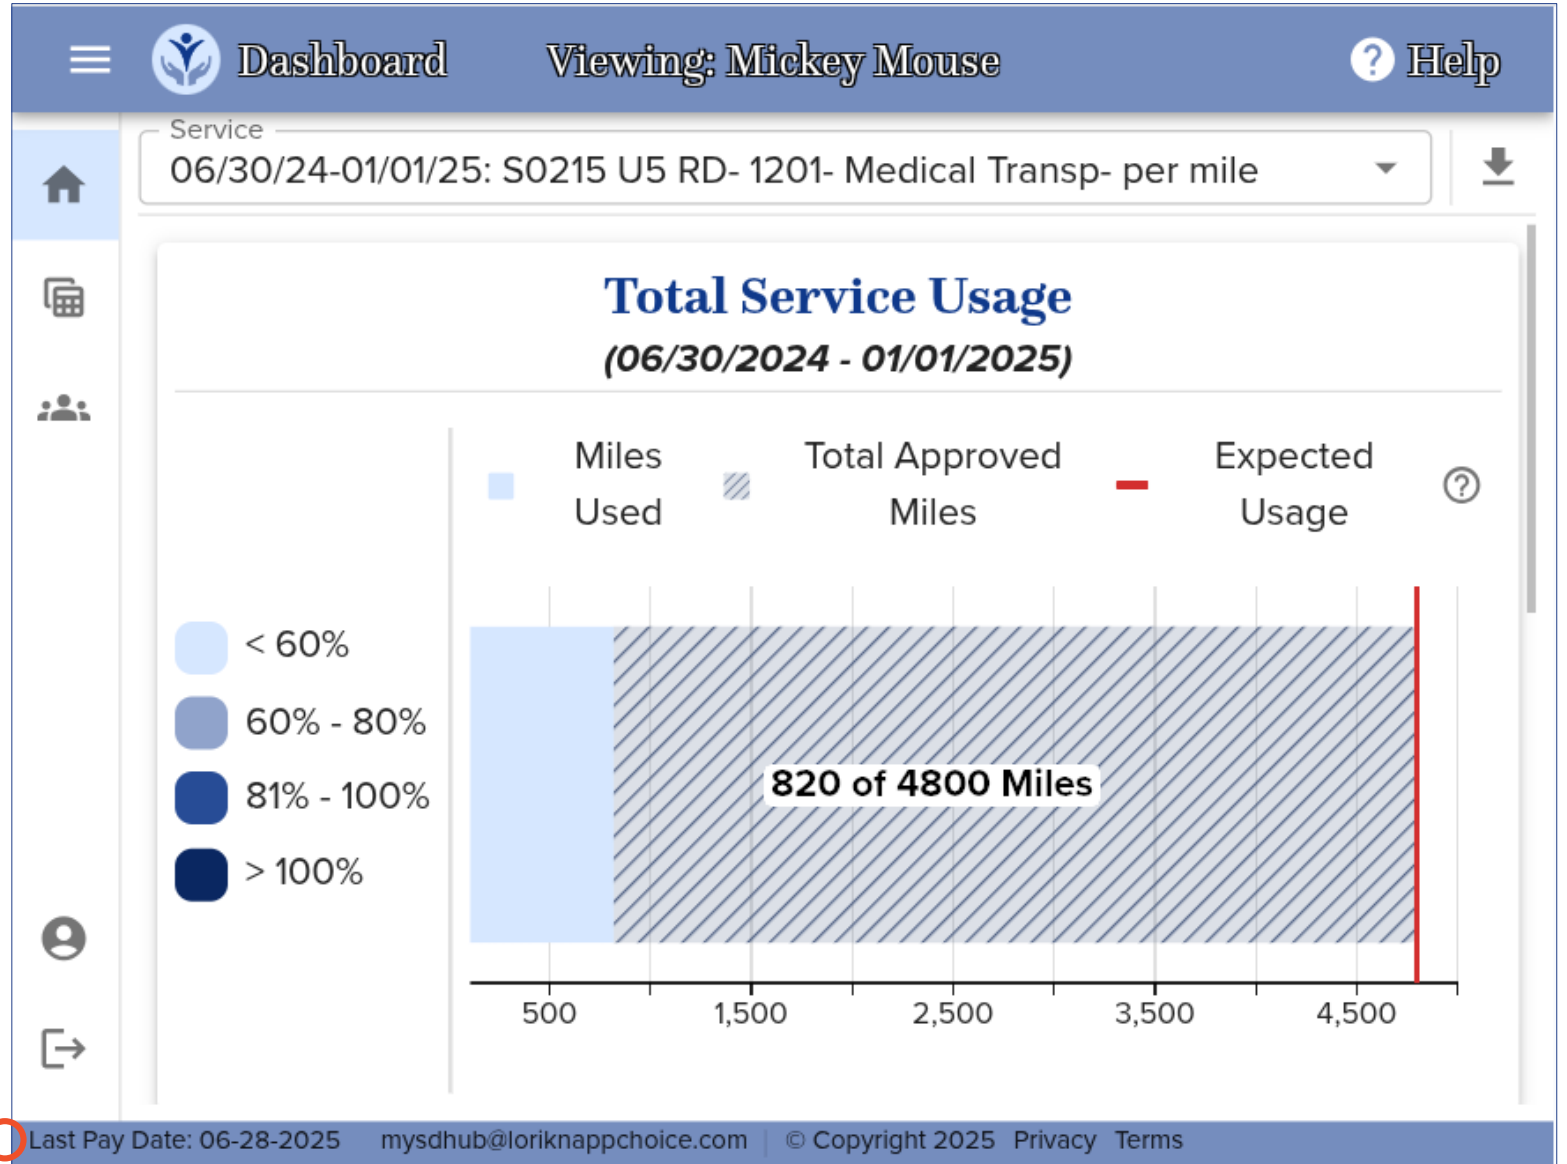 Dashboard Viewing: Mickey Mouse Help
Service
06/30/24-01/01/25: S0215 U5 RD- 1201- Medical Transp- per mile
Total Service Usage
(06/30/2024 - 01/01/2025)
Miles Used
Total Approved Miles
Expected Usage
< 60%
60% - 80%
81% - 100%
> 100%
820 of 4800 Miles
500 1,500 2,500 3,500 4,500
Last Pay Date: 06-28-2025 mysdhub@loriknappchoice.com © Copyright 2025 Privacy Terms